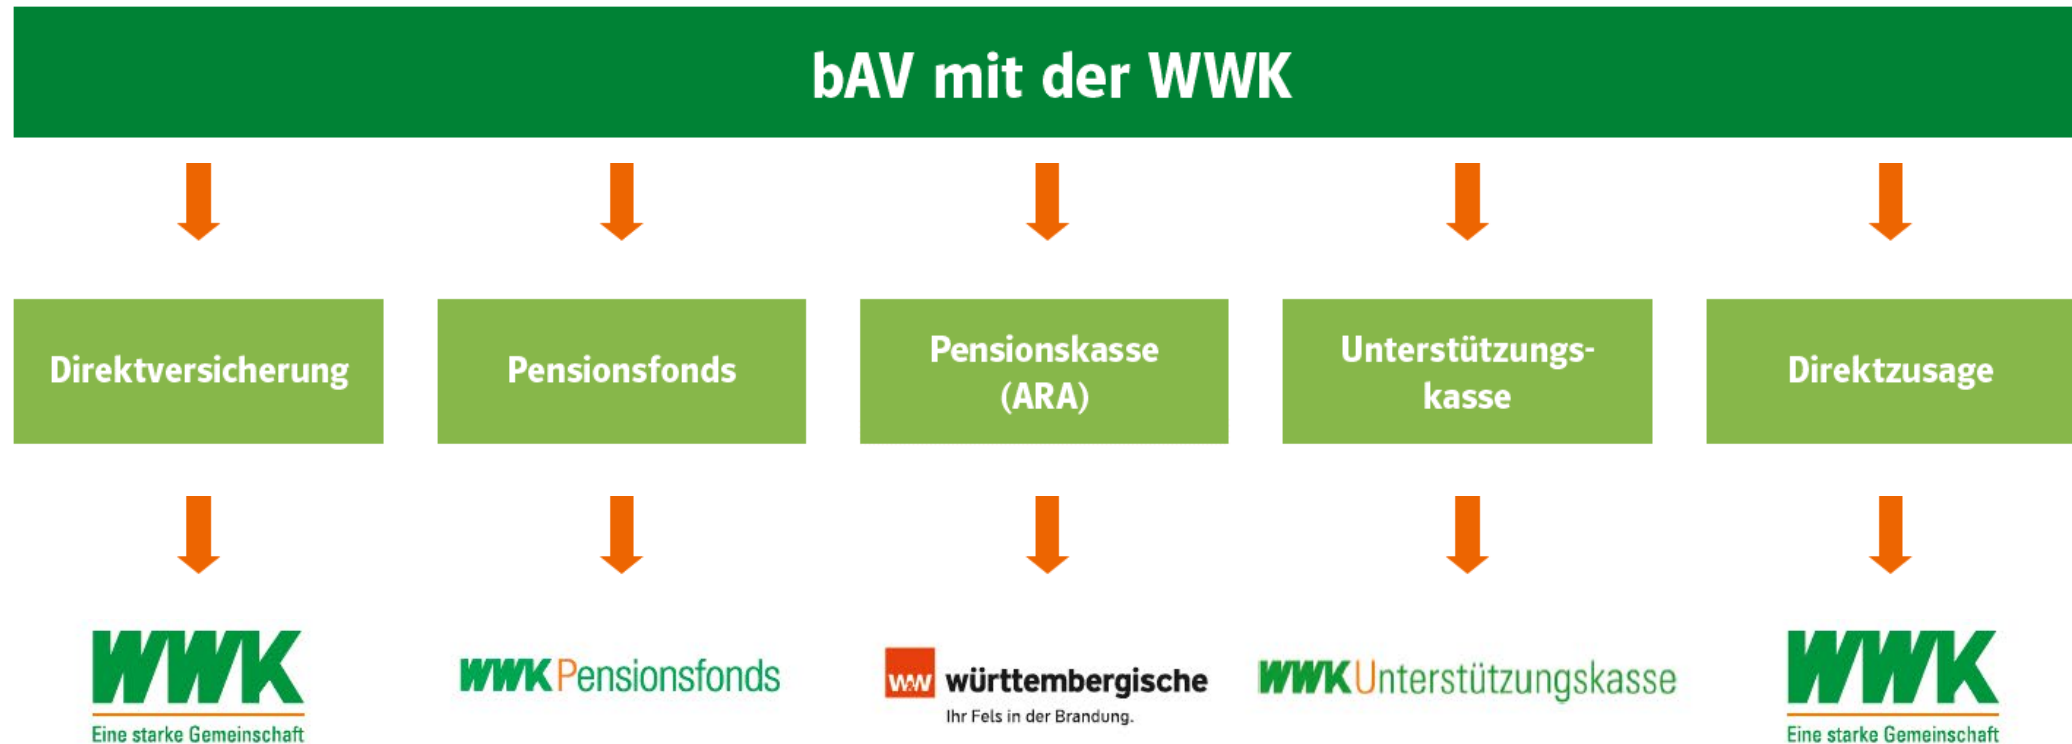 bAV mit der WWK
Direktversicherung
Pensionsfonds
Pensionskasse
(ARA)
Unterstützungs-
kasse
Direktzusage
WWK
Eine starke Gemeinschaft
WWK Pensionsfonds
w&w württembergische
Ihr Fels in der Brandung.
WWK Unterstützungskasse
WWK
Eine starke Gemeinschaft